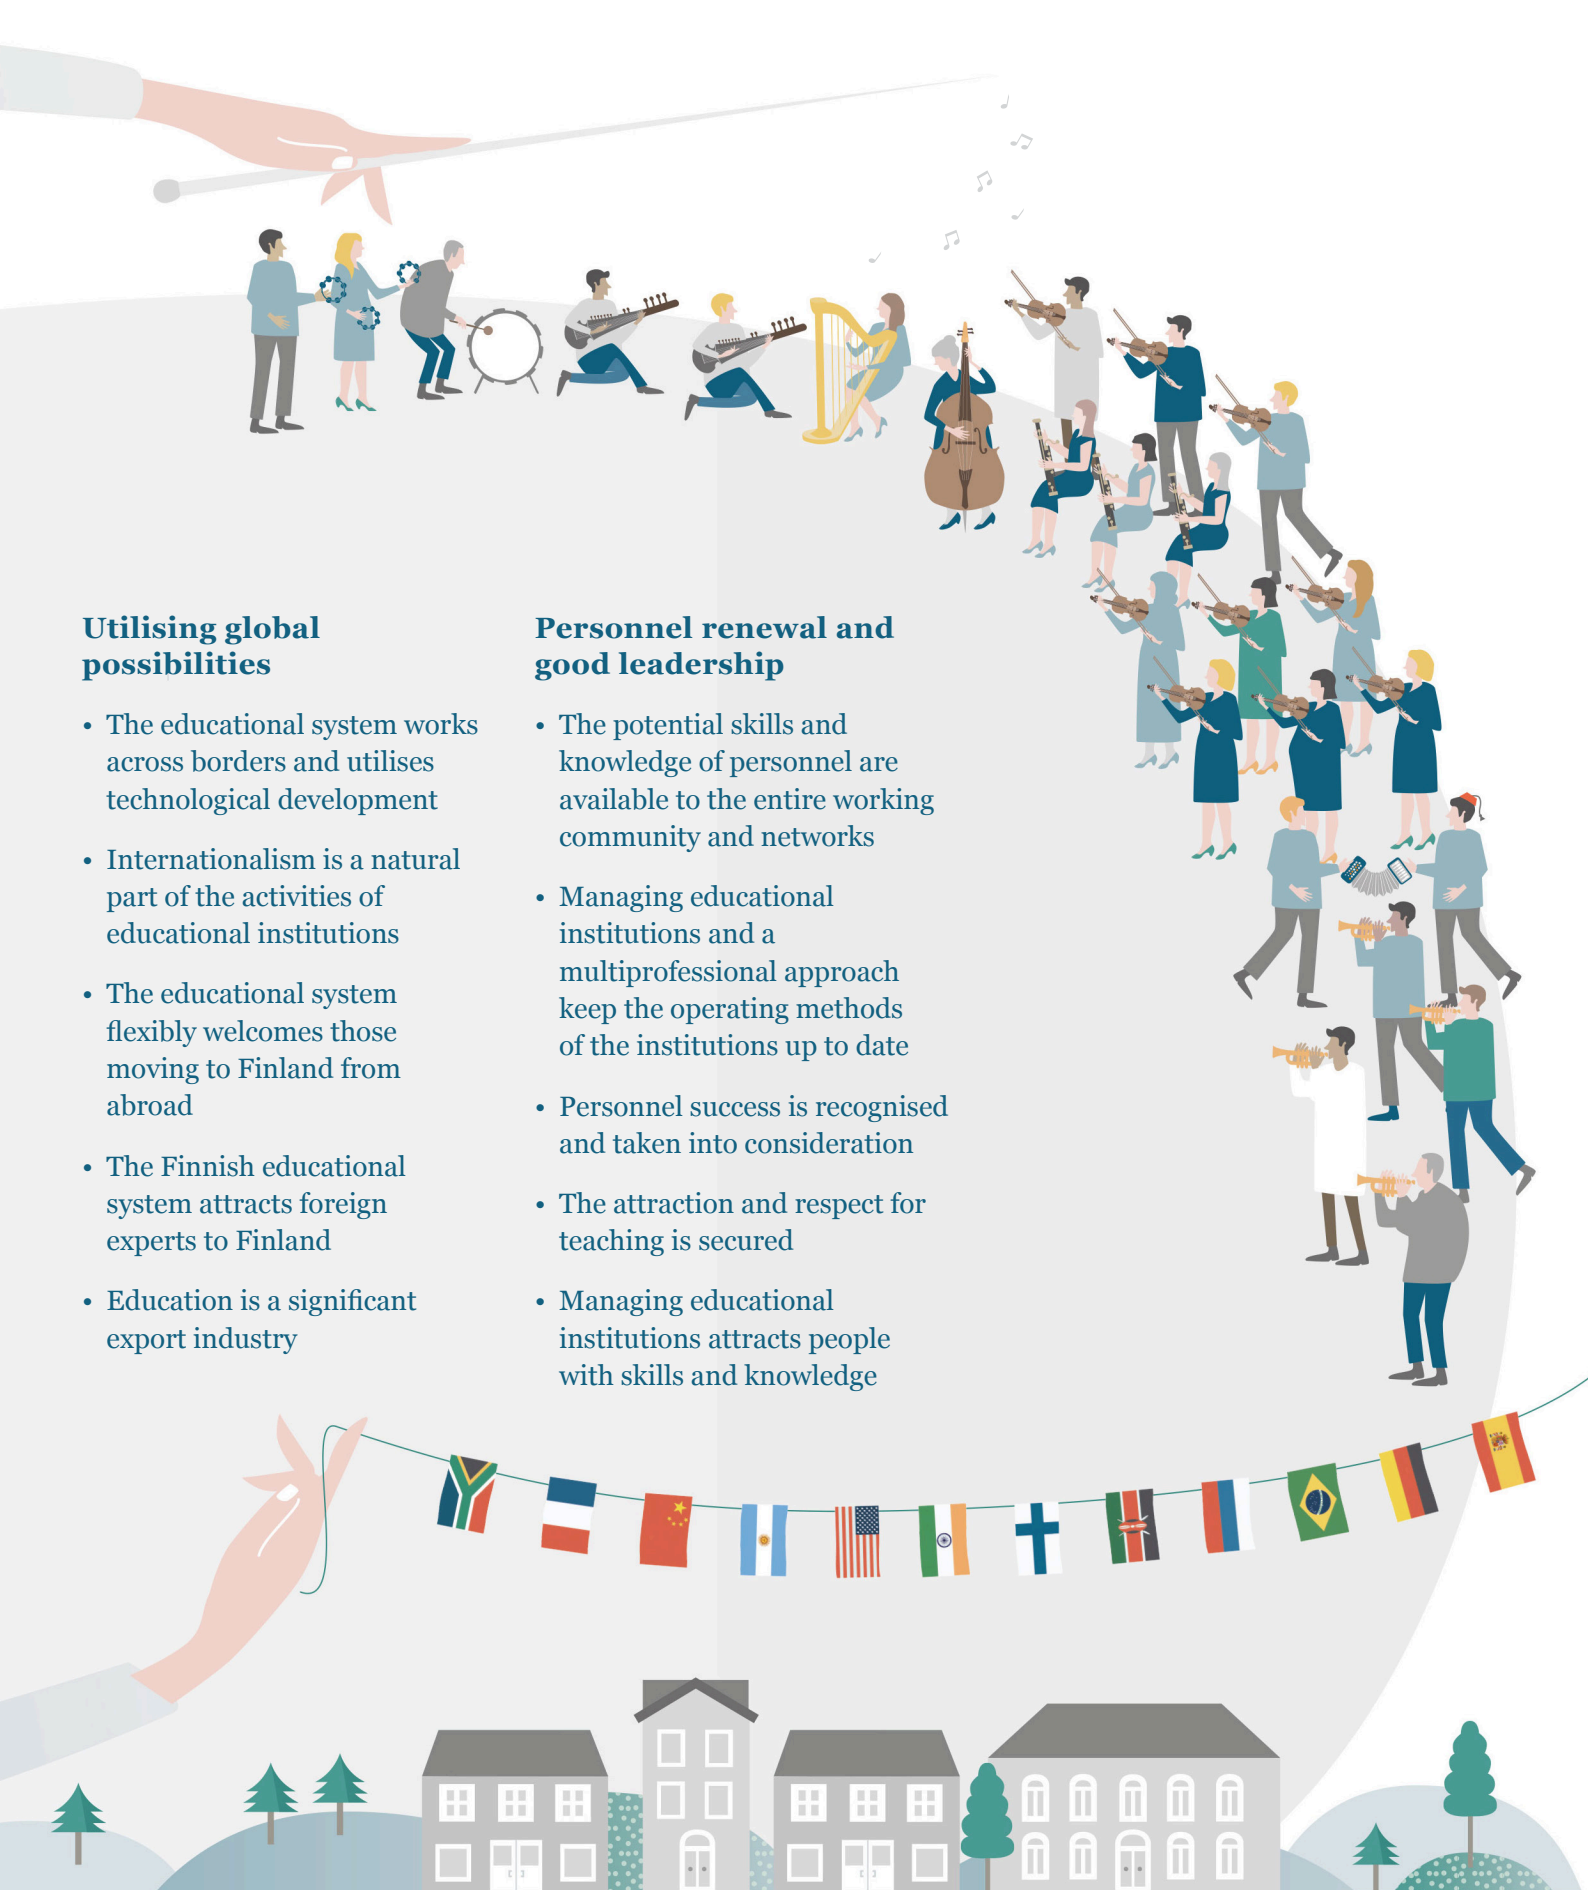 Utilising global
possibilities
• The educational system works
across borders and utilises
technological development
• Internationalism is a natural
part of the activities of
educational institutions
• The educational system
flexibly welcomes those
moving to Finland from
abroad
• The Finnish educational
system attracts foreign
experts to Finland
• Education is a significant
export industry
Personnel renewal and
good leadership
• The potential skills and
knowledge of personnel are
available to the entire working
community and networks
• Managing educational
institutions and a
multiprofessional approach
keep the operating methods
of the institutions up to date
• Personnel success is recognised
and taken into consideration
• The attraction and respect for
teaching is secured
• Managing educational
institutions attracts people
with skills and knowledge